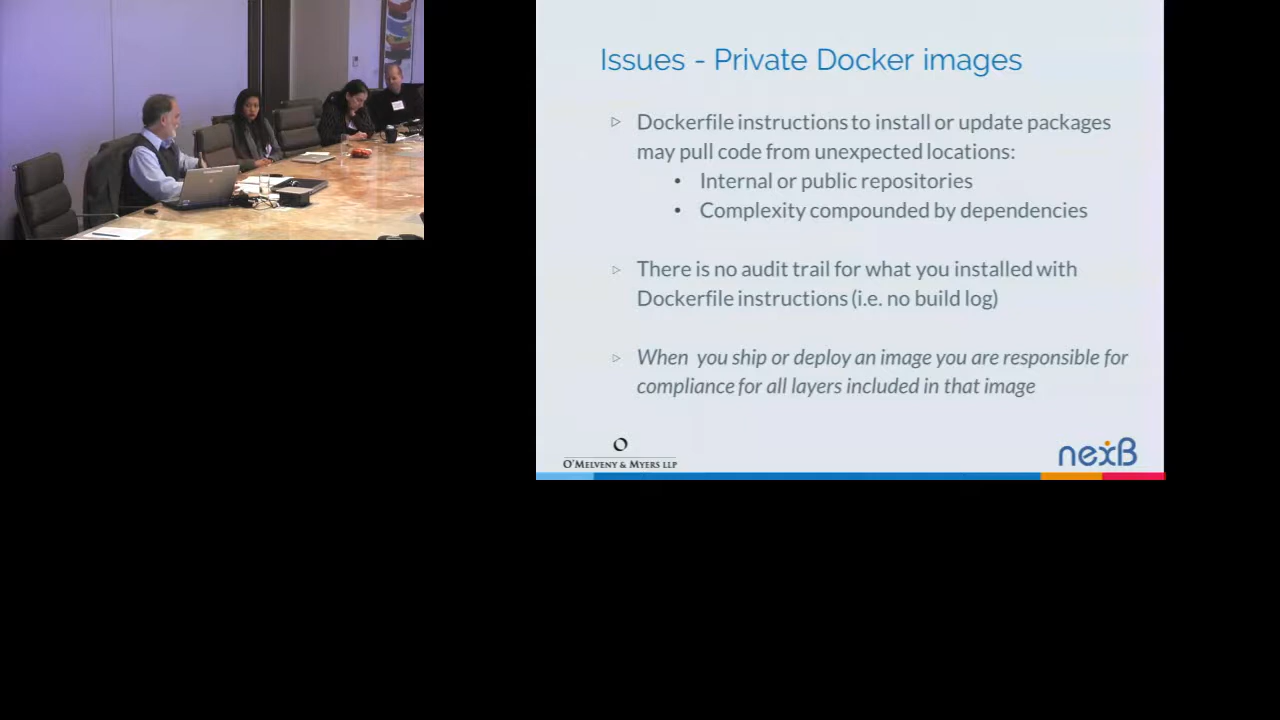 Issues - Private Docker images
Dockerfile instructions to install or update packages
may pull code from unexpected locations:
• Internal or public repositories
• Complexity compounded by dependencies
There is no audit trail for what you installed with
Dockerfile instructions (i.e. no build log)
When you ship or deploy an image you are responsible for
compliance for all layers included in that image
O'MELVENY & MYERS LLP
nexB